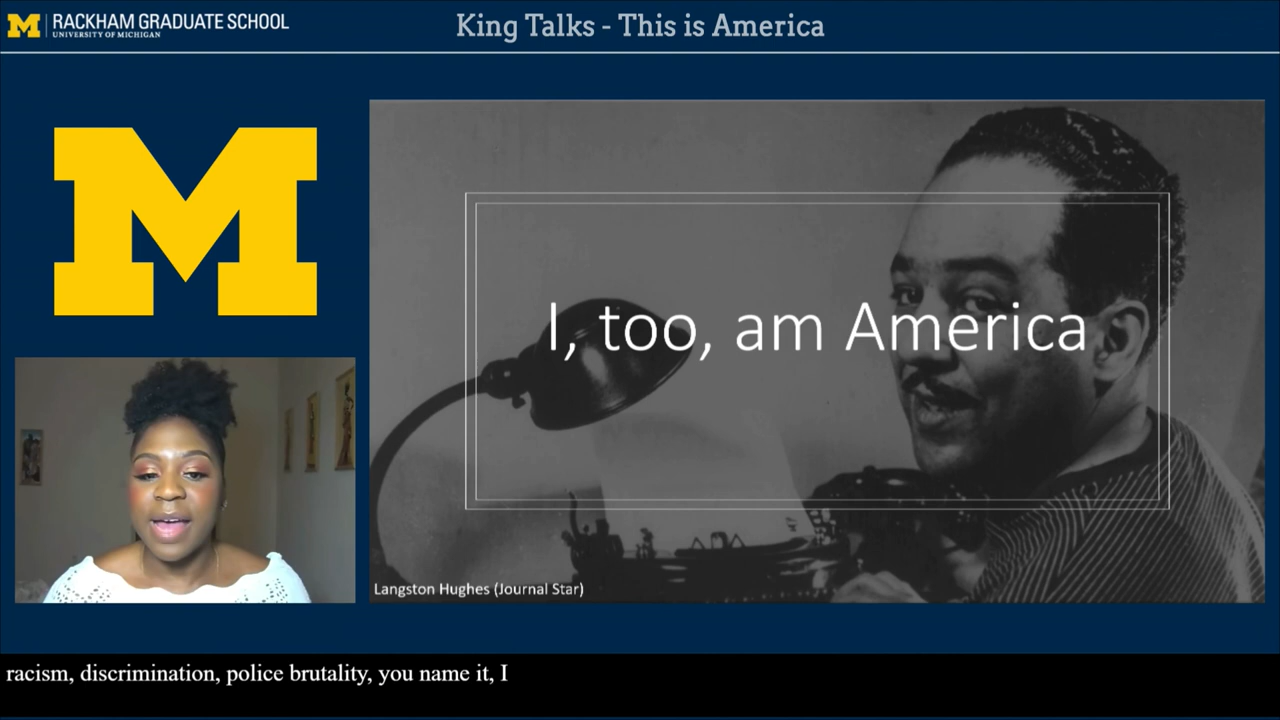 M RACKHAM GRADUATE SCHOOL
UNIVERSITY OF MICHIGAN
King Talks - This is America
M
I, too, am America
Langston Hughes (Journal Star)
racism, discrimination, police brutality, you name it, I